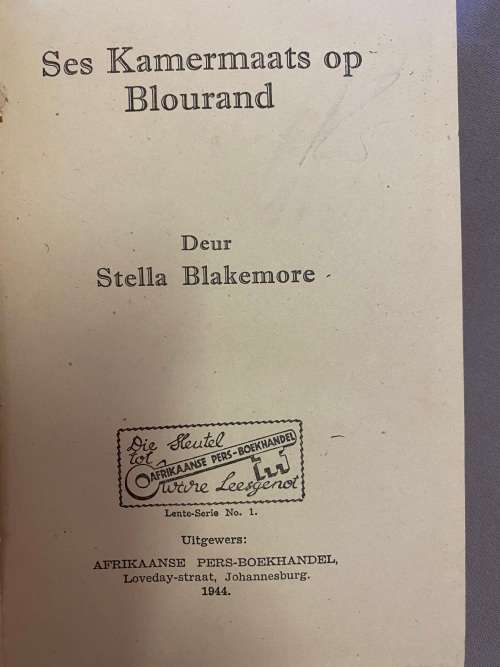 Ses Kamermaats op
Blourand
Deur
Stella Blakemore
Die Sleutel
tot
AFRIKAANSE PERS-BOEKHANDEL
Ware Leesgenot
Lente-Serie No. 1.
Uitgewers:
AFRIKAANSE PERS-BOEKHANDEL,
Loveday-straat, Johannesburg.
1944.